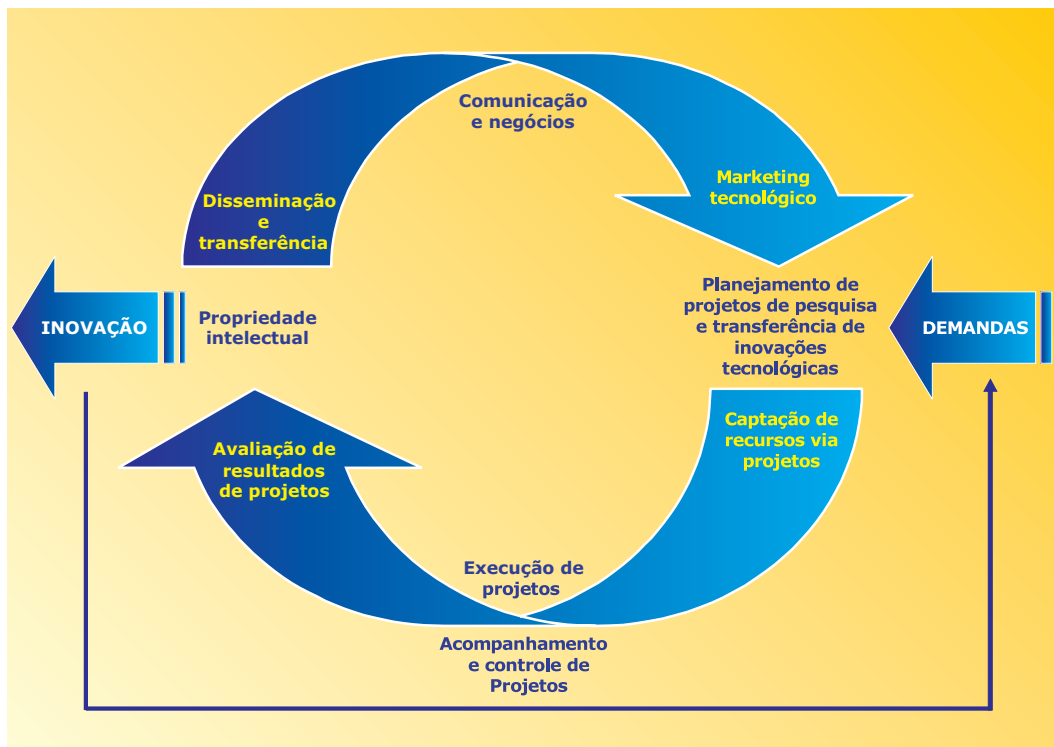 Comunicação
e negócios
Marketing
tecnológico
Disseminação
e
transferência
INOVAÇÃO
Propriedade
intelectual
Planejamento de
projetos de pesquisa
e transferência de
inovações
tecnológicas
DEMANDAS
Captação de
recursos via
projetos
Avaliação de
resultados
de projetos
Execução de
projetos
Acompanhamento
e controle de
Projetos